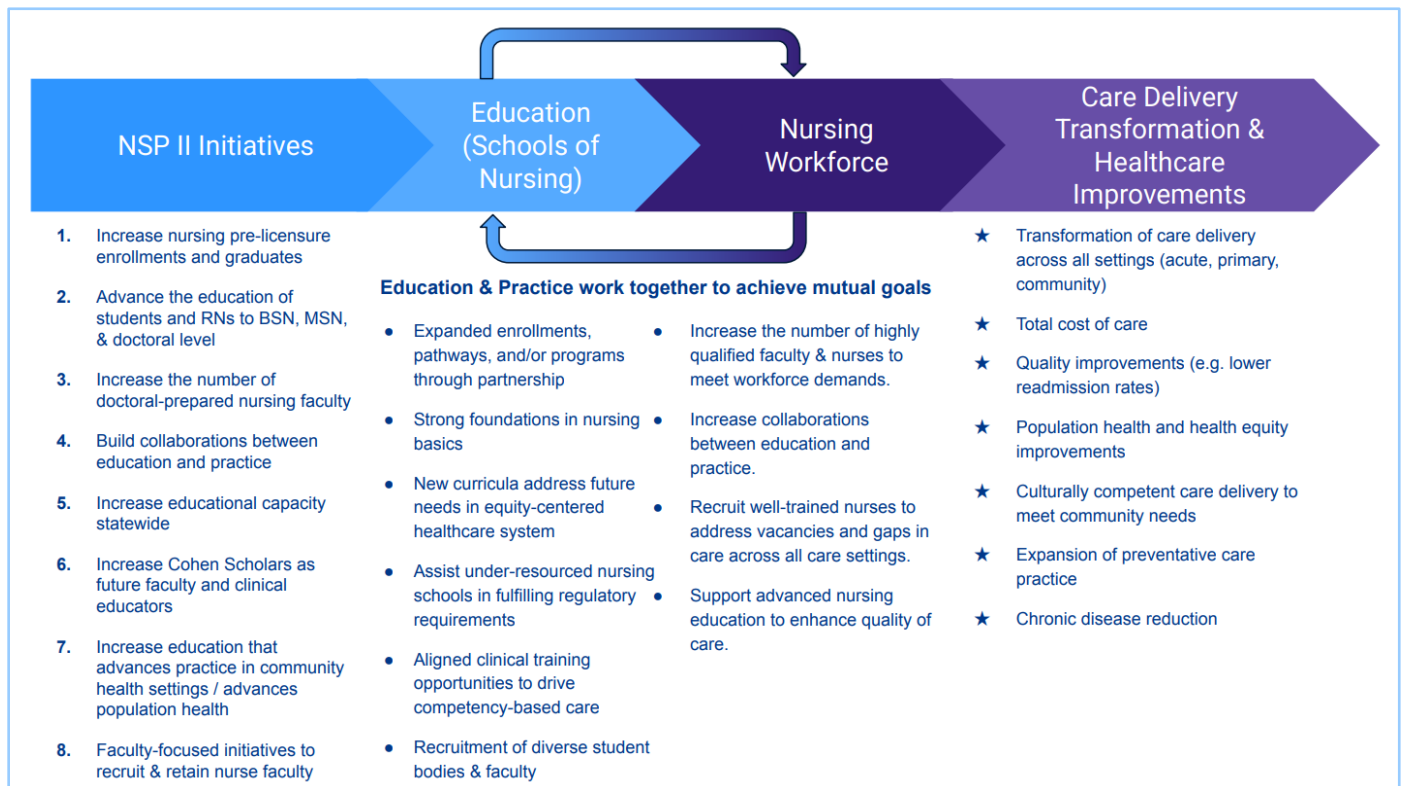 NSP II Initiatives
Education
(Schools of
Nursing)
Nursing
Workforce
Care Delivery
Transformation &
Healthcare
Improvements
1. Increase nursing pre-licensure
enrollments and graduates
2. Advance the education of
students and RNs to BSN, MSN,
& doctoral level
3. Increase the number of
doctoral-prepared nursing faculty
4. Build collaborations between
education and practice
5. Increase educational capacity
statewide
6. Increase Cohen Scholars as
future faculty and clinical
educators
7. Increase education that
advances practice in community
health settings / advances
population health
8. Faculty-focused initiatives to
recruit & retain nurse faculty
Education & Practice work together to achieve mutual goals
● Expanded enrollments,
pathways, and/or programs
through partnership
● Strong foundations in nursing
basics
● New curricula address future
needs in equity-centered
healthcare system
● Assist under-resourced nursing
schools in fulfilling regulatory
requirements
● Aligned clinical training
opportunities to drive
competency-based care
● Recruitment of diverse student
bodies & faculty
● Increase the number of highly
qualified faculty & nurses to
meet workforce demands.
● Increase collaborations
between education and
practice.
● Recruit well-trained nurses to
address vacancies and gaps in
care across all care settings.
● Support advanced nursing
education to enhance quality of
care.
★ Transformation of care delivery
across all settings (acute, primary,
community)
★ Total cost of care
★ Quality improvements (e.g. lower
readmission rates)
★ Population health and health equity
improvements
★ Culturally competent care delivery to
meet community needs
★ Expansion of preventative care
practice
★ Chronic disease reduction